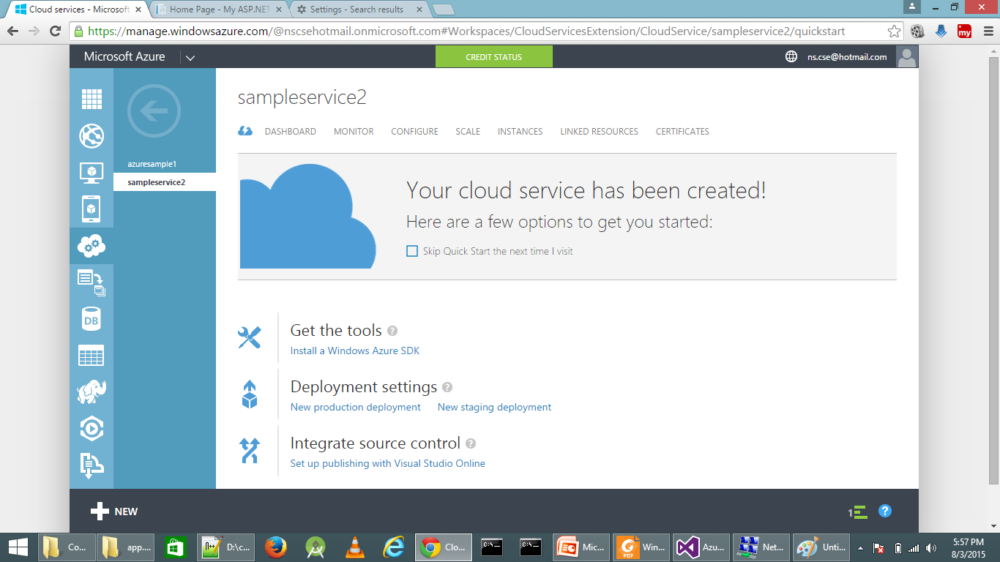 Cloud services - Microsoft
Home Page - My ASP.NET
Settings - Search results
https://manage.windowsazure.com/@nscsehotmail.onmicrosoft.com#Workspaces/CloudServicesExtension/CloudService/sampleservice2/quickstart
my
Microsoft Azure
CREDIT STATUS
ns.cse@hotmail.com
azuresample1
sampleservice2
DB
sampleservice2
DASHBOARD MONITOR CONFIGURE SCALE INSTANCES LINKED RESOURCES CERTIFICATES
Your cloud service has been created!
Here are a few options to get you started:
Skip Quick Start the next time I visit
Get the tools ?
Install a Windows Azure SDK
Deployment settings ?
New production deployment New staging deployment
Integrate source control ?
Set up publishing with Visual Studio Online
NEW
1
?
Co... app.... D:\c... Clo... C:\_ C:\_ Mic... PDF Win... Azu... Net... Unti...
5:57 PM
8/3/2015